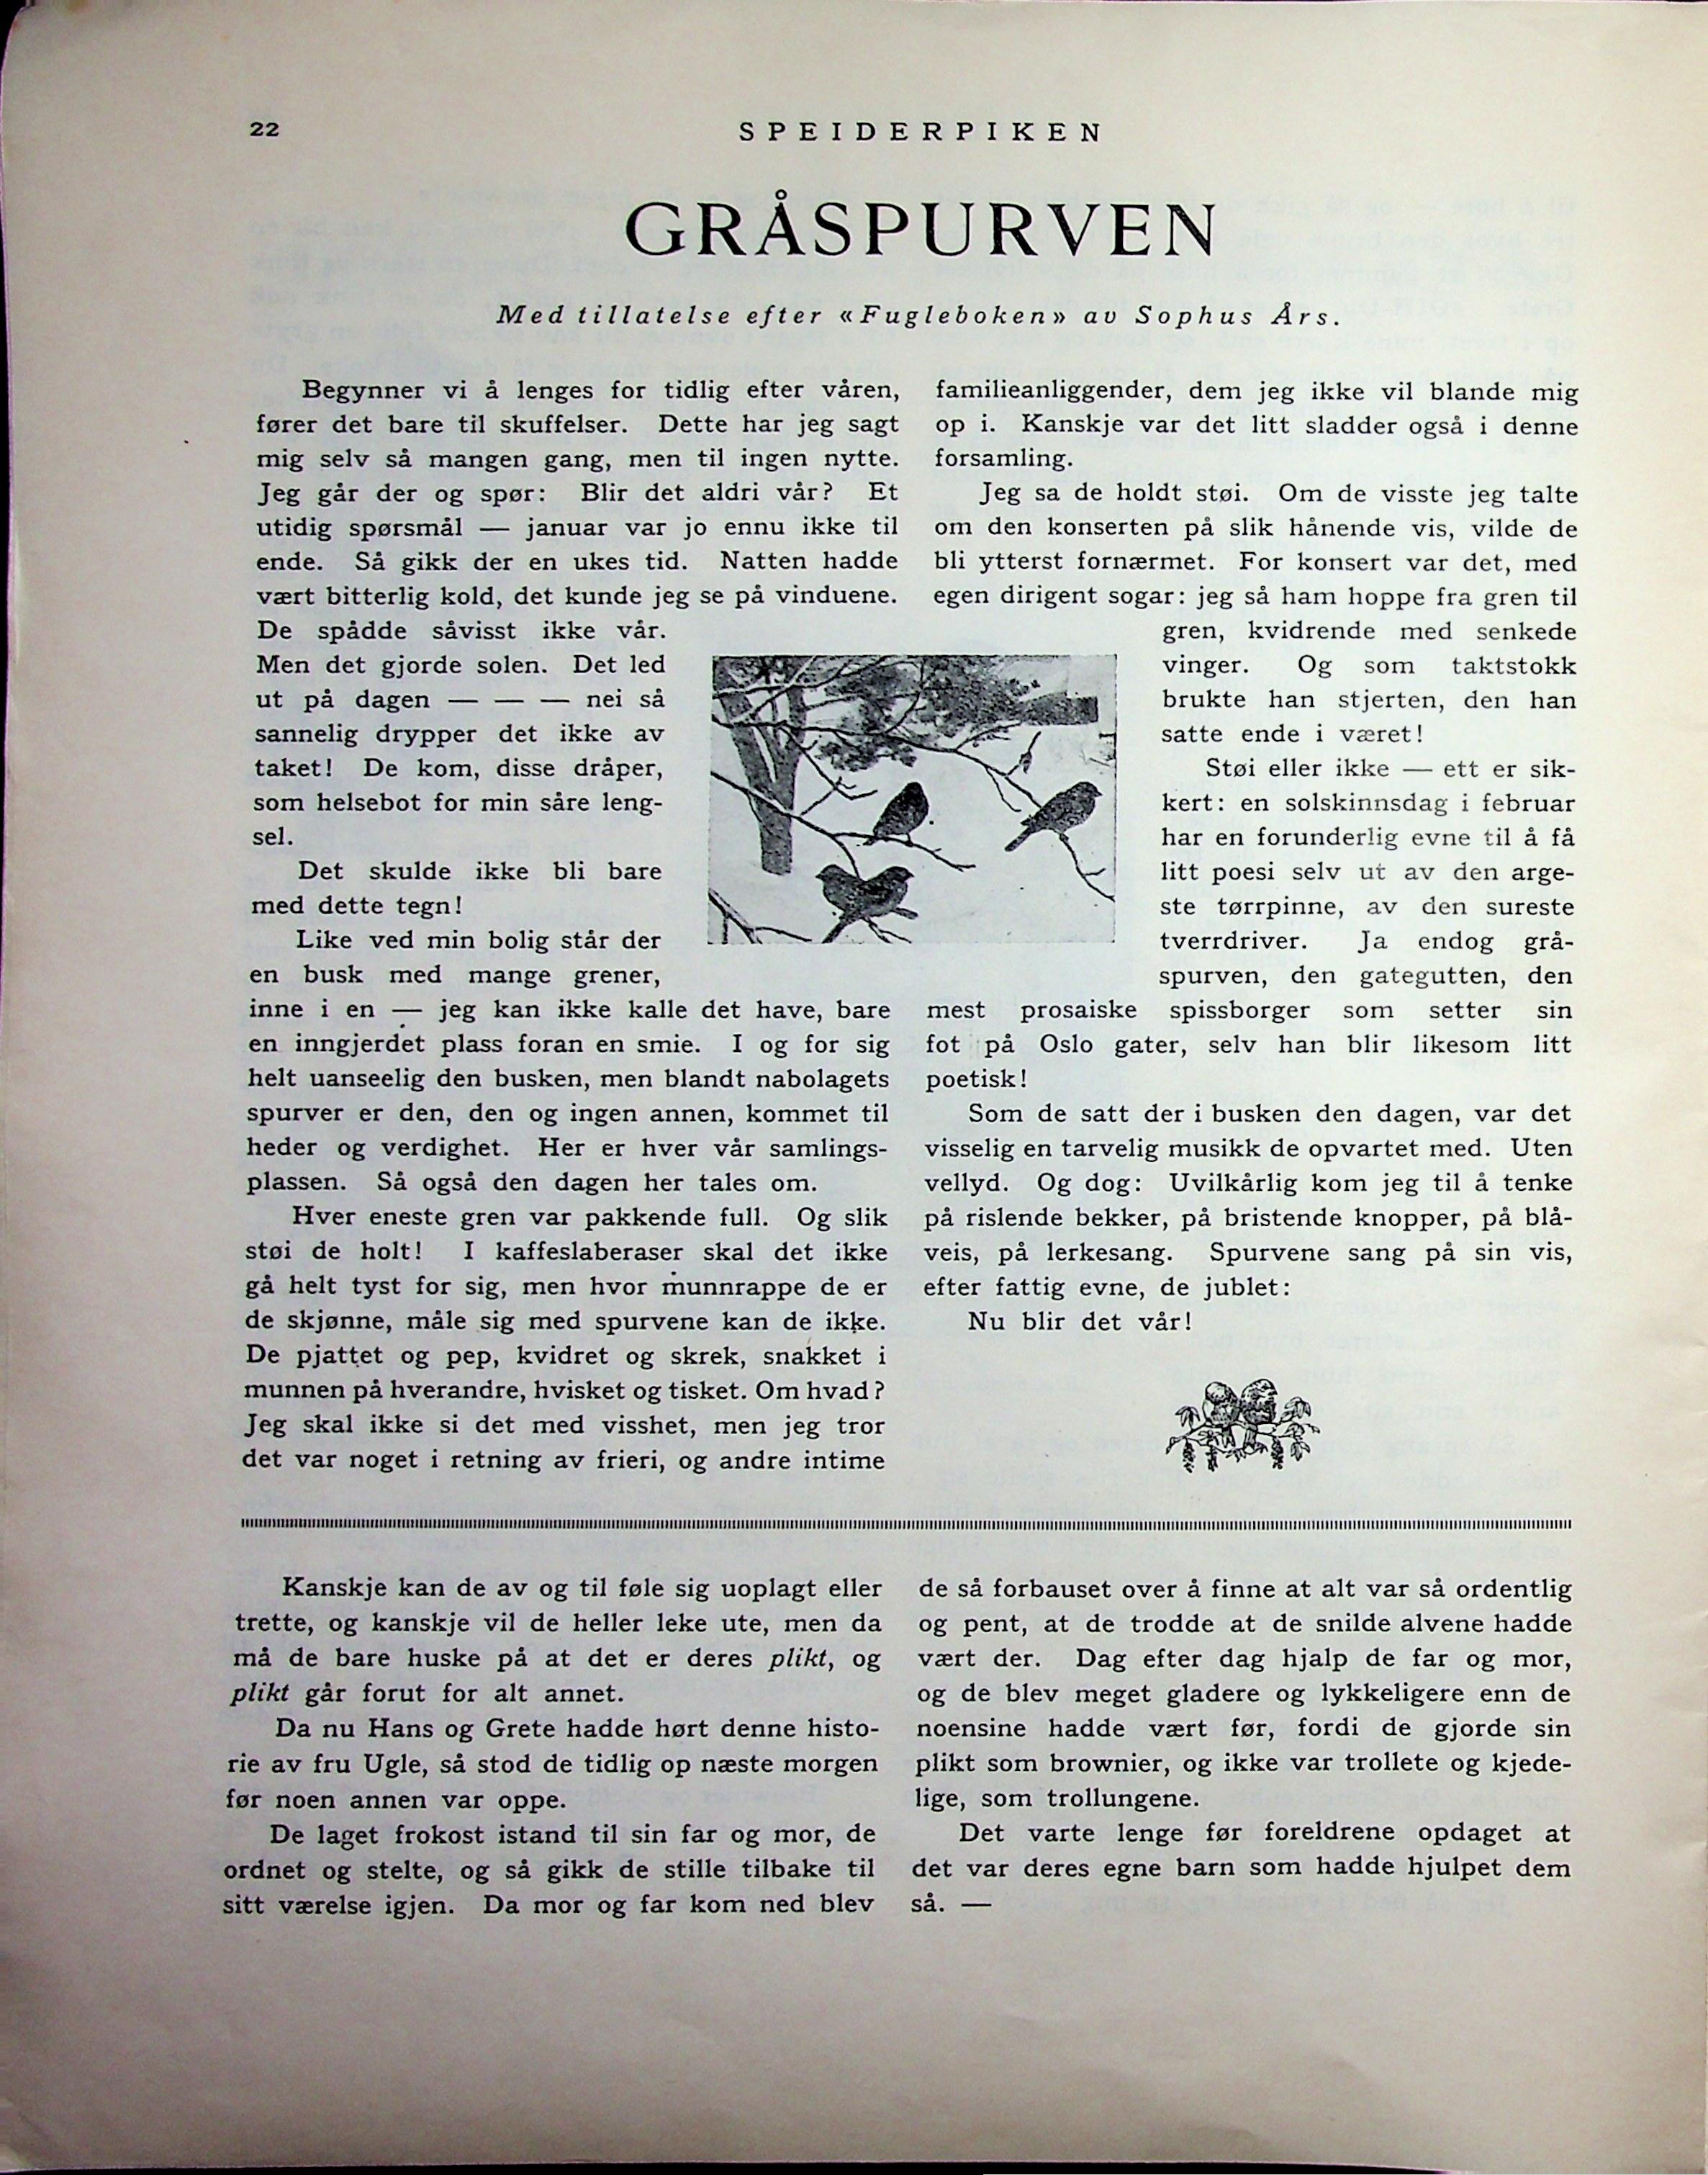 22
SPEIDERPIKEN
GRÅSPURVEN
Med tillatelse efter «Fugleboken» av Sophus Års.
Begynner vi å lenges for tidlig efter våren,
fører det bare til skuffelser. Dette har jeg sagt
mig selv så mangen gang, men til ingen nytte.
Jeg går der og spør: Blir det aldri vår? Et
utidig spørsmål — januar var jo ennu ikke til
ende. Så gikk der en ukes tid. Natten hadde
vært bitterlig kold, det kunde jeg se på vinduene.
De spådde såvisst ikke vår.
Men det gjorde solen. Det led
ut på dagen — — — nei så
sannelig drypper det ikke av
taket! De kom, disse dråper,
som helsebot for min såre leng-
sel.
Det skulde ikke bli bare
med dette tegn!
Like ved min bolig står der
en busk med mange grener,
inne i en — jeg kan ikke kalle det have, bare
en inngjerdet plass foran en smie. I og for sig
helt uanseelig den busken, men blandt nabolagets
spurver er den, den og ingen annen, kommet til
heder og verdighet. Her er hver vår samlings-
plassen. Så også den dagen her tales om.
Hver eneste gren var pakkende full. Og slik
støi de holt! I kaffeslaberaser skal det ikke
gå helt tyst for sig, men hvor munnrappe de er
de skjønne, måle sig med spurvene kan de ikke.
De pjattet og pep, kvidret og skrek, snakket i
munnen på hverandre, hvisket og tisket. Om hvad?
Jeg skal ikke si det med visshet, men jeg tror
det var noget i retning av frieri, og andre intime
familieanliggender, dem jeg ikke vil blande mig
op i. Kanskje var det litt sladder også i denne
forsamling.
Jeg sa de holdt støi. Om de visste jeg talte
om den konserten på slik hånende vis, vilde de
bli ytterst fornærmet. For konsert var det, med
egen dirigent sogar: jeg så ham hoppe fra gren til
gren, kvidrende med senkede
vinger. Og som taktstokk
brukte han stjerten, den han
satte ende i været!
Støi eller ikke — ett er sik-
kert: en solskinnsdag i februar
har en forunderlig evne til å få
litt poesi selv ut av den arge-
ste tørrpinne, av den sureste
tverrdriver. Ja endog grå-
spurven, den gategutten, den
mest prosaiske spissborger som setter sin
fot på Oslo gater, selv han blir likesom litt
poetisk!
Som de satt der i busken den dagen, var det
visselig en tarvelig musikk de opvartet med. Uten
vellyd. Og dog: Uvilkårlig kom jeg til å tenke
på rislende bekker, på bristende knopper, på blå-
veis, på lerkesang. Spurvene sang på sin vis,
efter fattig evne, de jublet:
Nu blir det vår!
Kanskje kan de av og til føle sig uoplagt eller
trette, og kanskje vil de heller leke ute, men da
må de bare huske på at det er deres plikt, og
plikt går forut for alt annet.
Da nu Hans og Grete hadde hørt denne histo-
rie av fru Ugle, så stod de tidlig op næste morgen
før noen annen var oppe.
De laget frokost istand til sin far og mor, de
ordnet og stelte, og så gikk de stille tilbake til
sitt værelse igjen. Da mor og far kom ned blev
de så forbauset over å finne at alt var så ordentlig
og pent, at de trodde at de snilde alvene hadde
vært der. Dag efter dag hjalp de far og mor,
og de blev meget gladere og lykkeligere enn de
noensine hadde vært før, fordi de gjorde sin
plikt som brownier, og ikke var trollete og kjede-
lige, som trollungene.
Det varte lenge før foreldrene opdaget at
det var deres egne barn som hadde hjulpet dem
så. —